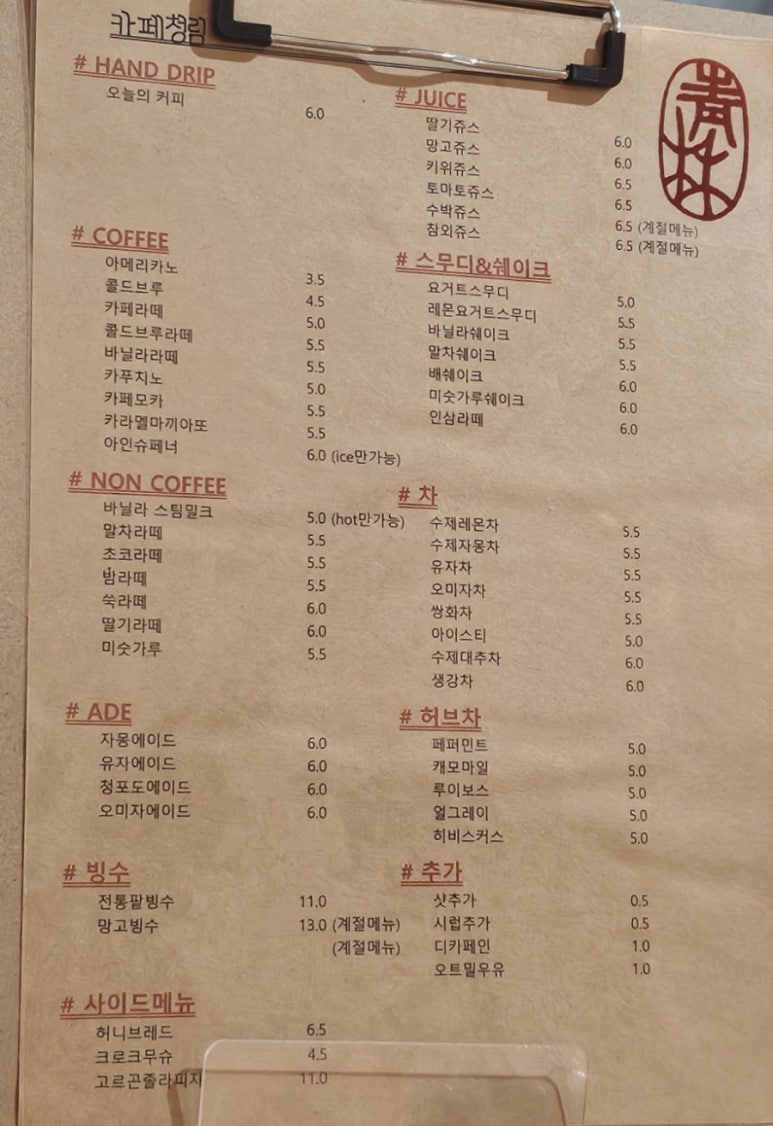 카페청림
# HAND DRIP
오늘의 커피 6.0
# COFFEE
아메리카노 3.5
콜드브루 4.5
카페라떼 5.0
콜드브루라떼 5.5
바닐라라떼 5.5
카푸치노 5.0
카페모카 5.5
카라멜마끼아또 5.5
아인슈페너 6.0 (ice만가능)
# NON COFFEE
바닐라 스팀밀크 5.0 (hot만가능)
말차라떼 5.5
초코라떼 5.5
밤라떼 5.5
쑥라떼 6.0
딸기라떼 6.0
미숫가루 5.5
# ADE
자몽에이드 6.0
유자에이드 6.0
청포도에이드 6.0
오미자에이드 6.0
# 빙수
전통팥빙수 11.0
망고빙수 13.0 (계절메뉴)
(계절메뉴)
# 사이드메뉴
허니브레드 6.5
크로크무슈 4.5
고르곤졸라피자 11.0
# JUICE
딸기쥬스 6.0
망고쥬스 6.0
키위쥬스 6.5
토마토쥬스 6.5
수박쥬스 6.5 (계절메뉴)
참외쥬스 6.5 (계절메뉴)
# 스무디&쉐이크
요거트스무디 5.0
레몬요거트스무디 5.5
바닐라쉐이크 5.5
말차쉐이크 5.5
배쉐이크 6.0
미숫가루쉐이크 6.0
인삼라떼 6.0
# 차
수제레몬차 5.5
수제자몽차 5.5
유자차 5.5
오미자차 5.5
쌍화차 5.5
아이스티 5.0
수제대추차 6.0
생강차 6.0
# 허브차
페퍼민트 5.0
캐모마일 5.0
루이보스 5.0
얼그레이 5.0
히비스커스 5.0
# 추가
샷추가 0.5
시럽추가 0.5
디카페인 1.0
오트밀우유 1.0
靑林